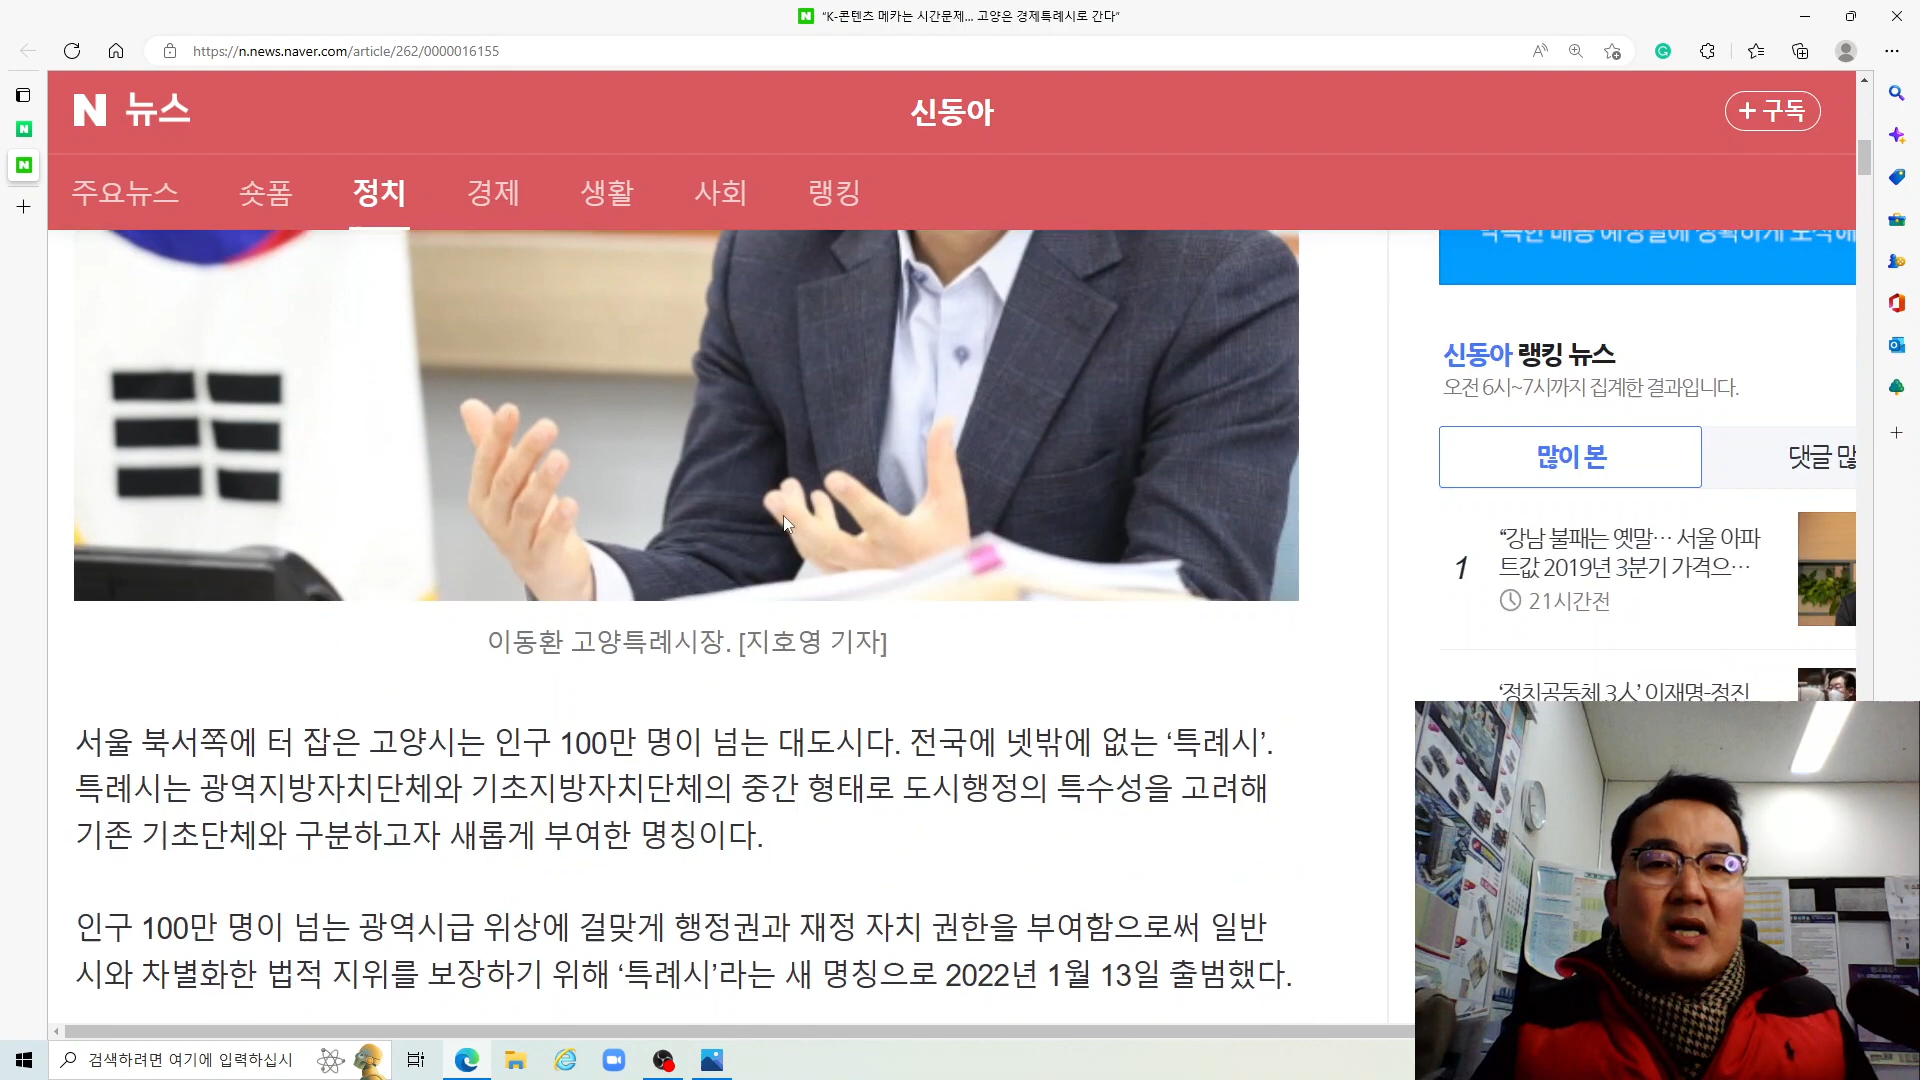 “K-콘텐츠 메카는 시간문제... 고양은 경제특례시로 간다”
https://n.news.naver.com/article/262/0000016155
N 뉴스
신동아
+ 구독
주요뉴스 숏폼 정치 경제 생활 사회 랭킹
신동아 랭킹 뉴스
오전 6시~7시까지 집계한 결과입니다.
많이 본
댓글 많
1
“강남 불패는 옛말… 서울 아파
트값 2019년 3분기 가격으…
21시간전
‘정치공동체 3人’ 이재명-정진
이동환 고양특례시장. [지호영 기자]
서울 북서쪽에 터 잡은 고양시는 인구 100만 명이 넘는 대도시다. 전국에 넷밖에 없는 ‘특례시’.
특례시는 광역지방자치단체와 기초지방자치단체의 중간 형태로 도시행정의 특수성을 고려해
기존 기초단체와 구분하고자 새롭게 부여한 명칭이다.
인구 100만 명이 넘는 광역시급 위상에 걸맞게 행정권과 재정 자치 권한을 부여함으로써 일반
시와 차별화한 법적 지위를 보장하기 위해 ‘특례시’라는 새 명칭으로 2022년 1월 13일 출범했다.
검색하려면 여기에 입력하십시